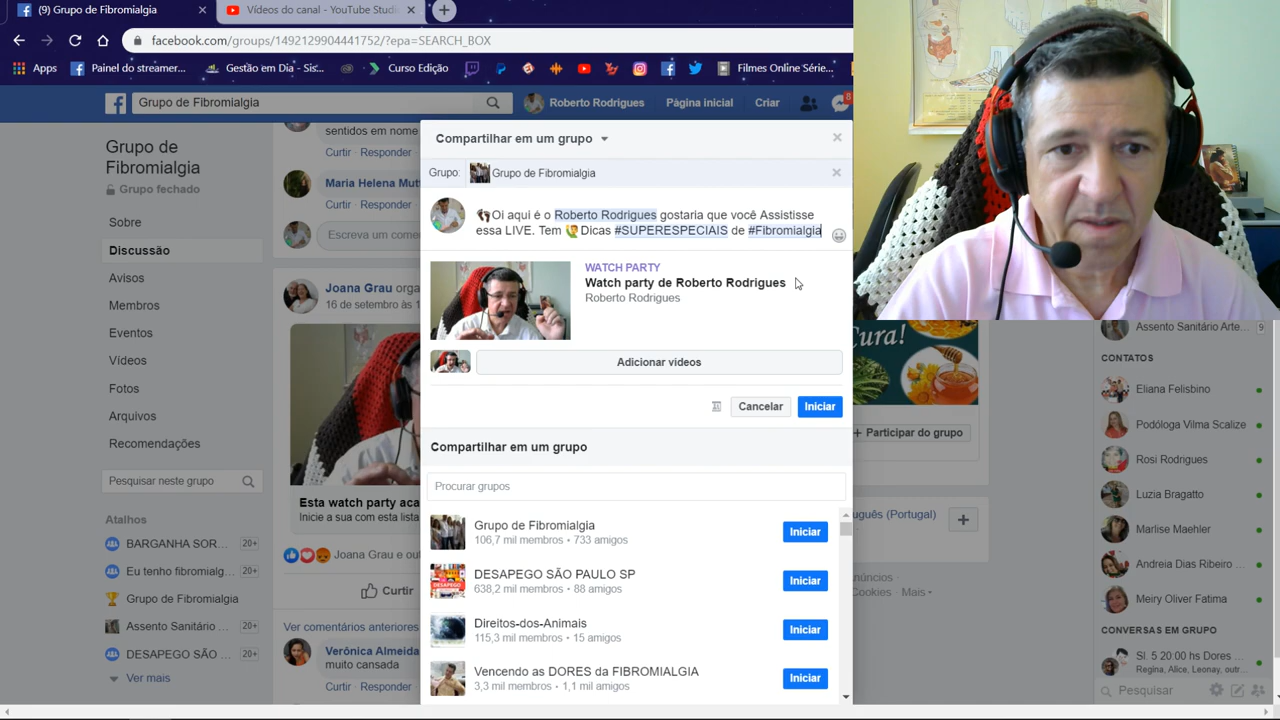 (9) Grupo de Fibromialgia
Vídeos do canal - YouTube Studi
facebook.com/groups/1492129904441752/?epa=SEARCH_BOX
Apps
Painel do streamer...
Gestão em Dia - Sis...
Curso Edição
Filmes Online Série...
Grupo de Fibromialgia
Roberto Rodrigues
Página inicial
Criar
8
Grupo de
Fibromialgia
Grupo fechado
Sobre
Discussão
Avisos
Membros
Eventos
Vídeos
Fotos
Arquivos
Recomendações
Pesquisar neste grupo
Atalhos
BARGANHA SOR... 20+
Eu tenho fibromialg... 20+
Grupo de Fibromialgia
Assento Sanitário ... 20+
DESAPEGO SÃO ... 20+
Ver mais
sentidos em nome
Curtir · Responder ·
Maria Helena Mut
Curtir · Responder ·
Escreva um comen
Joana Grau orga
16 de setembro às 1
Esta watch party aca
Inicie a sua com esta lista
Joana Grau e out
Curtir
Ver comentários anteriores
Verônica Almeida
muito cansada
Curtir · Responder ·
Compartilhar em um grupo
Grupo: Grupo de Fibromialgia
Oi aqui é o Roberto Rodrigues gostaria que você Assistisse
essa LIVE. Tem Dicas #SUPERESPECIAIS de #Fibromialgia
WATCH PARTY
Watch party de Roberto Rodrigues
Roberto Rodrigues
Adicionar vídeos
Cancelar
Iniciar
Compartilhar em um grupo
Procurar grupos
Grupo de Fibromialgia
106,7 mil membros • 733 amigos
Iniciar
DESAPEGO SÃO PAULO SP
638,2 mil membros • 88 amigos
Iniciar
Direitos-dos-Animais
115,3 mil membros • 15 amigos
Iniciar
Vencendo as DORES da FIBROMIALGIA
3,3 mil membros • 1,1 mil amigos
Iniciar
Cura!
+ Participar do grupo
uguês (Portugal)
núncios ·
Cookies · Mais
Assento Sanitário Arte... 9
CONTATOS
Eliana Felisbino
Podóloga Vilma Scalize
Rosi Rodrigues
Luzia Bragatto
Marlise Maehler
Andreia Dias Ribeiro ...
Meiry Oliver Fatima
CONVERSAS EM GRUPO
SI 5 20:00 hs Dores ...
Regina, Alice, Leonay, outr...
Pesquisar